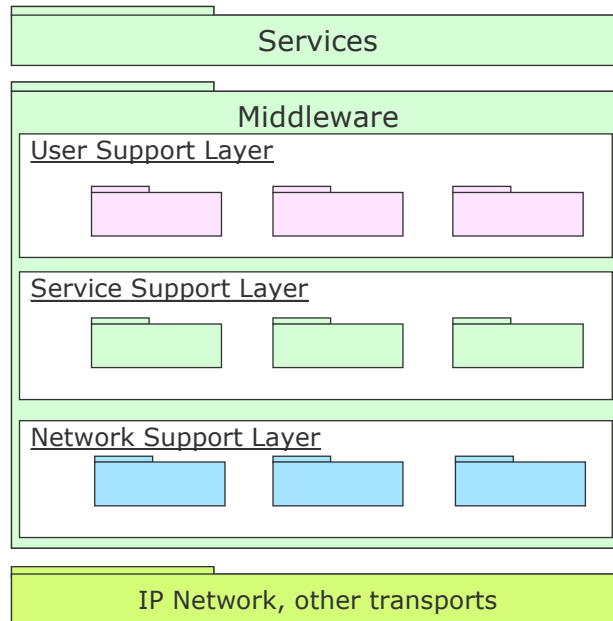 Services
Middleware
User Support Layer
Service Support Layer
Network Support Layer
IP Network, other transports